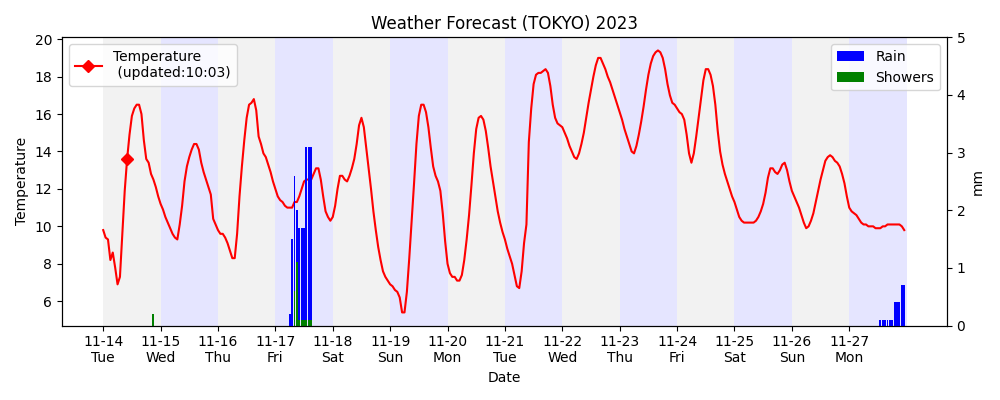 Weather Forecast (TOKYO) 2023
Temperature
(updated:10:03)
Rain
Showers
Temperature
20
18
16
14
12
10
8
6
5
4
3
2
1
0
mm
11-14 11-15 11-16 11-17 11-18 11-19 11-20 11-21 11-22 11-23 11-24 11-25 11-26 11-27
Tue Wed Thu Fri Sat Sun Mon Tue Wed Thu Fri Sat Sun Mon
Date